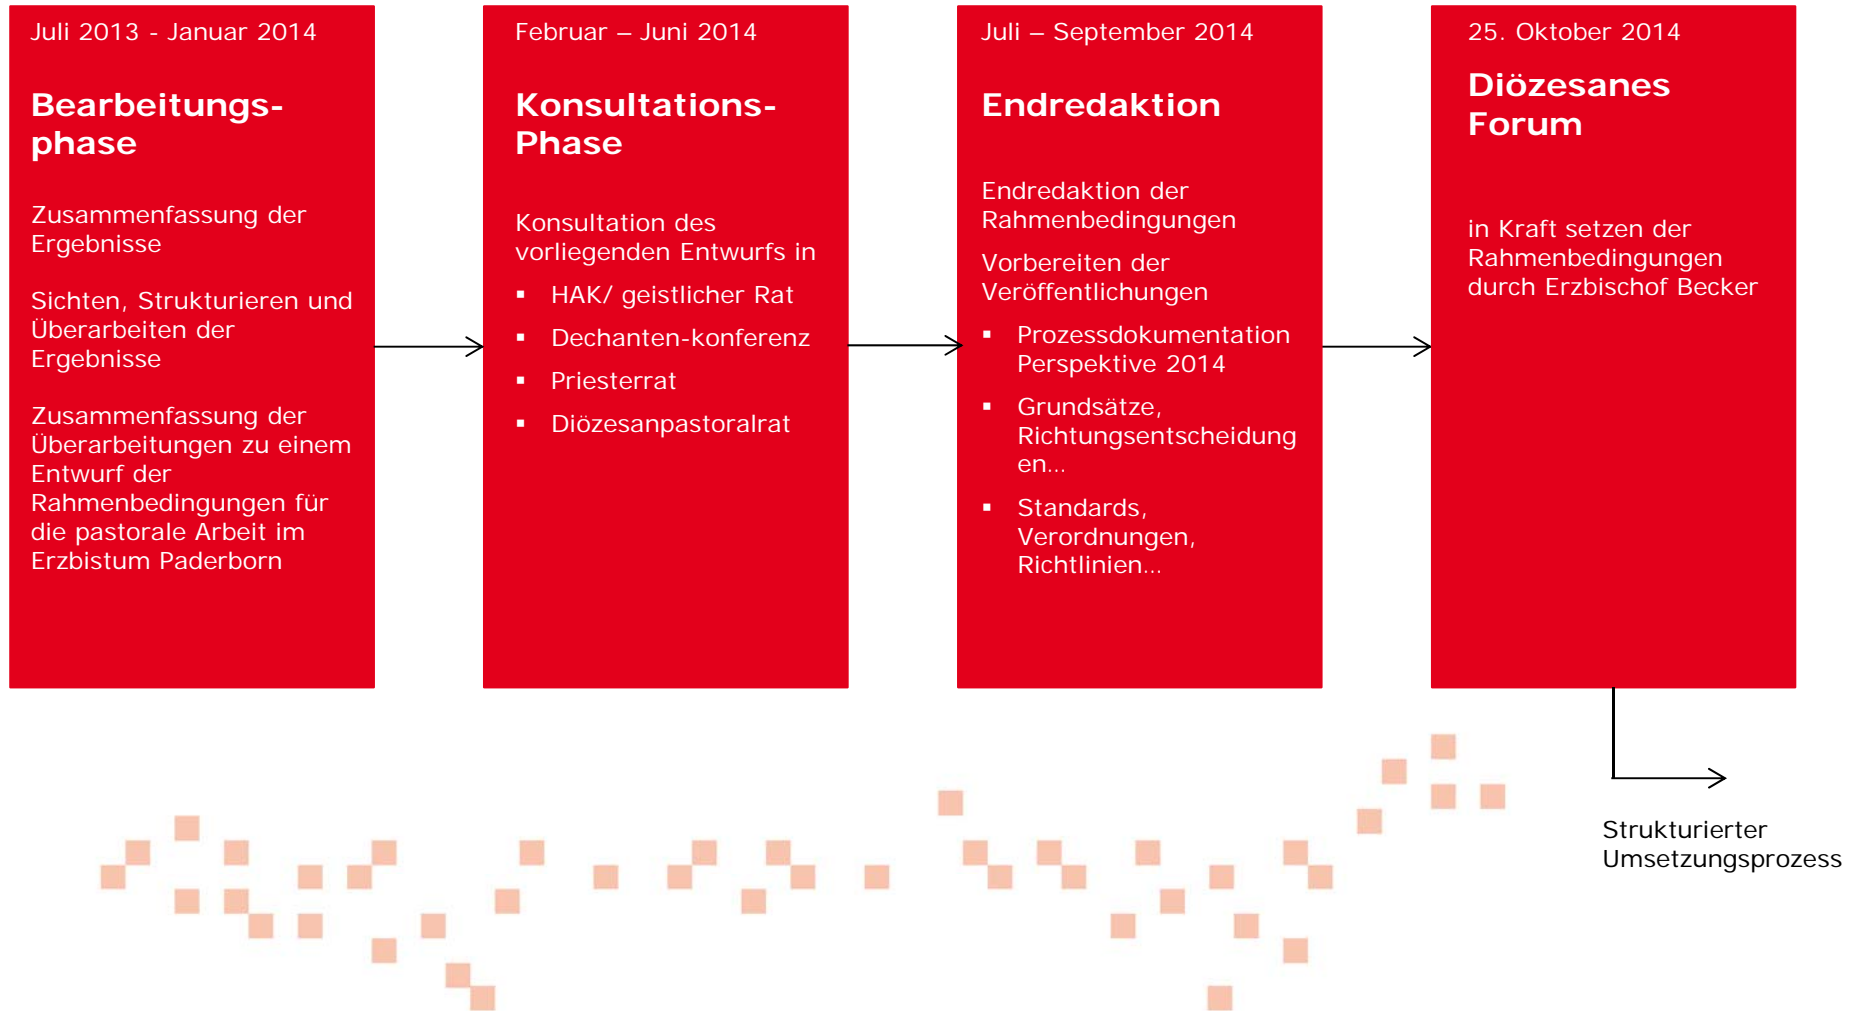 Juli 2013 - Januar 2014
Bearbeitungs-
phase
Zusammenfassung der
Ergebnisse
Sichten, Strukturieren und
Überarbeiten der
Ergebnisse
Zusammenfassung der
Überarbeitungen zu einem
Entwurf der
Rahmenbedingungen für
die pastorale Arbeit im
Erzbistum Paderborn
Februar – Juni 2014
Konsultations-
Phase
Konsultation des
vorliegenden Entwurfs in
▪ HAK/ geistlicher Rat
▪ Dechanten-konferenz
▪ Priesterrat
▪ Diözesanpastoralrat
Juli – September 2014
Endredaktion
Endredaktion der
Rahmenbedingungen
Vorbereiten der
Veröffentlichungen
▪ Prozessdokumentation
Perspektive 2014
▪ Grundsätze,
Richtungsentscheidung
en…
▪ Standards,
Verordnungen,
Richtlinien…
25. Oktober 2014
Diözesanes
Forum
in Kraft setzen der
Rahmenbedingungen
durch Erzbischof Becker
Strukturierter
Umsetzungsprozess